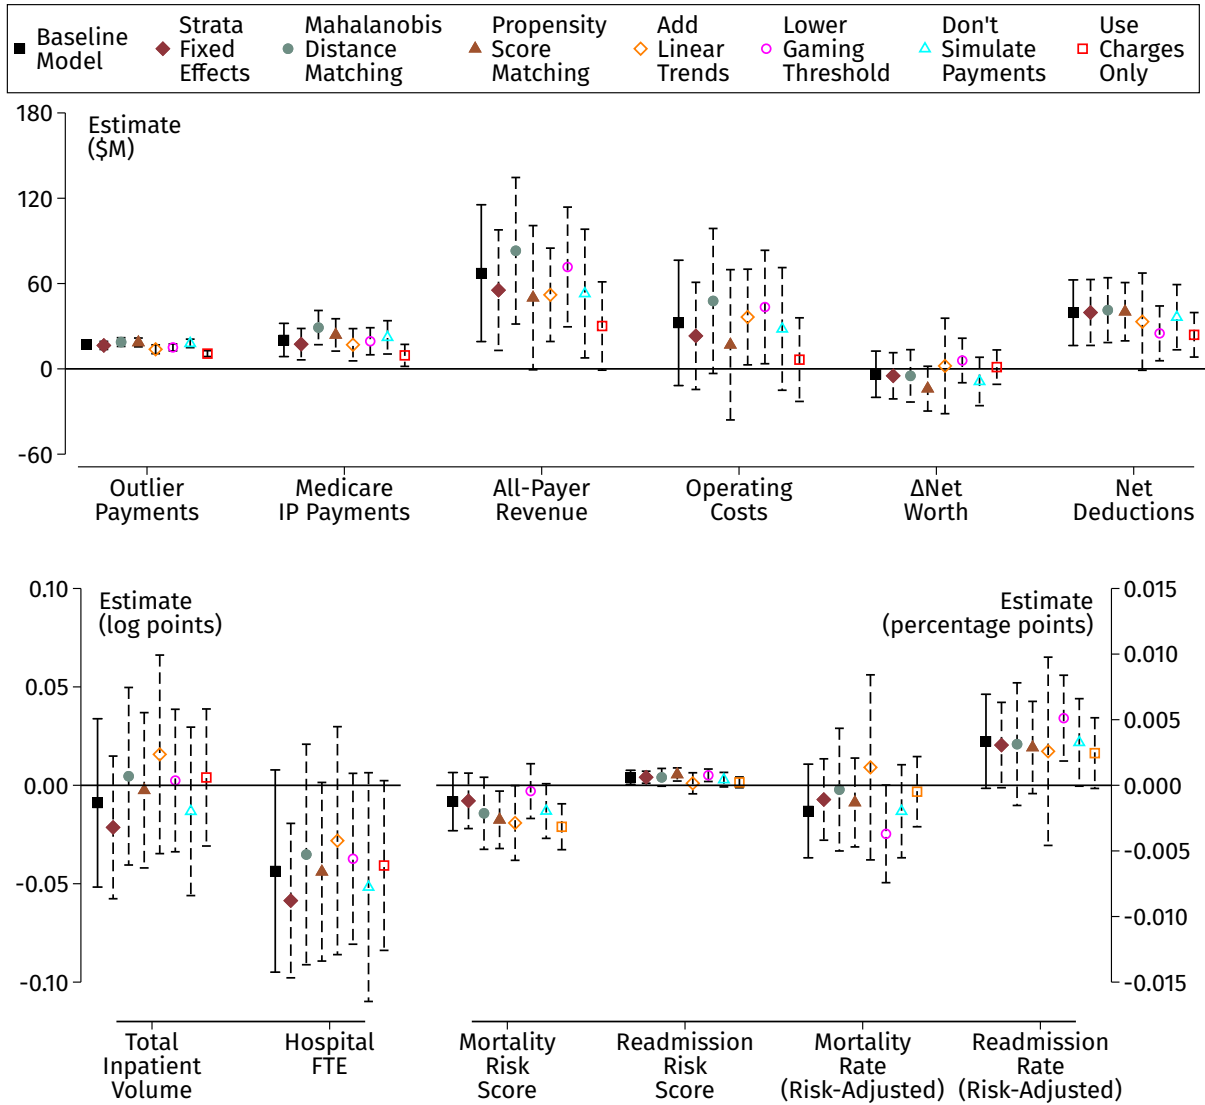 Baseline
Model
Strata
Fixed
Effects
Mahalanobis
Distance
Matching
Propensity
Score
Matching
Add
Linear
Trends
Lower
Gaming
Threshold
Don't
Simulate
Payments
Use
Charges
Only
Estimate
($M)
180
120
60
0
-60
Outlier
Payments
Medicare
IP Payments
All-Payer
Revenue
Operating
Costs
ΔNet
Worth
Net
Deductions
Estimate
(log points)
0.10
0.05
0.00
-0.05
-0.10
Estimate
(percentage points)
0.015
0.010
0.005
0.000
-0.005
-0.010
-0.015
Total
Inpatient
Volume
Hospital
FTE
Mortality
Risk
Score
Readmission
Risk
Score
Mortality
Rate
(Risk-Adjusted)
Readmission
Rate
(Risk-Adjusted)